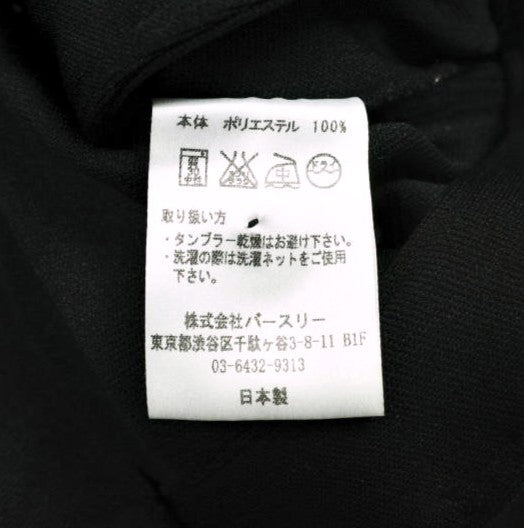 本体 ポリエステル 100%
ドライ
取り扱い方
・タンブラー乾燥はお避け下さい。
・洗濯の際は洗濯ネットをご使用
下さい。
株式会社バースリー
東京都渋谷区千駄ヶ谷3-8-11 B1F
03-6432-9313
日本製